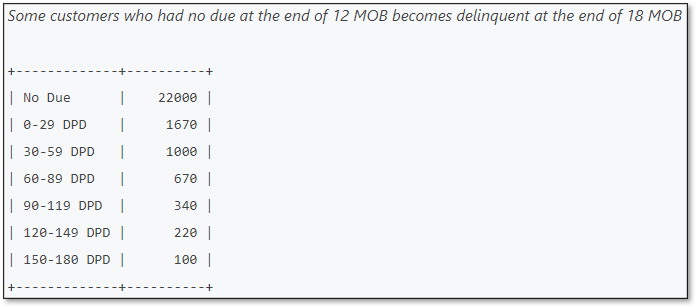 Some customers who had no due at the end of 12 MOB becomes delinquent at the end of 18 MOB
+-------------+----------+
| No Due      |    22000 |
| 0-29 DPD    |     1670 |
| 30-59 DPD   |     1000 |
| 60-89 DPD   |      670 |
| 90-119 DPD  |      340 |
| 120-149 DPD |      220 |
| 150-180 DPD |      100 |
+-------------+----------+